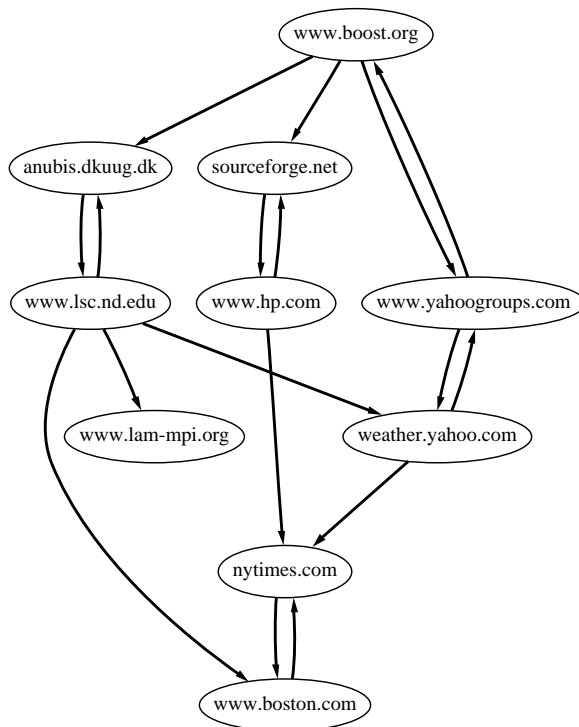 www.boost.org
anubis.dkuug.dk
sourceforge.net
www.lsc.nd.edu
www.hp.com
www.yahoogroups.com
www.lam-mpi.org
weather.yahoo.com
nytimes.com
www.boston.com